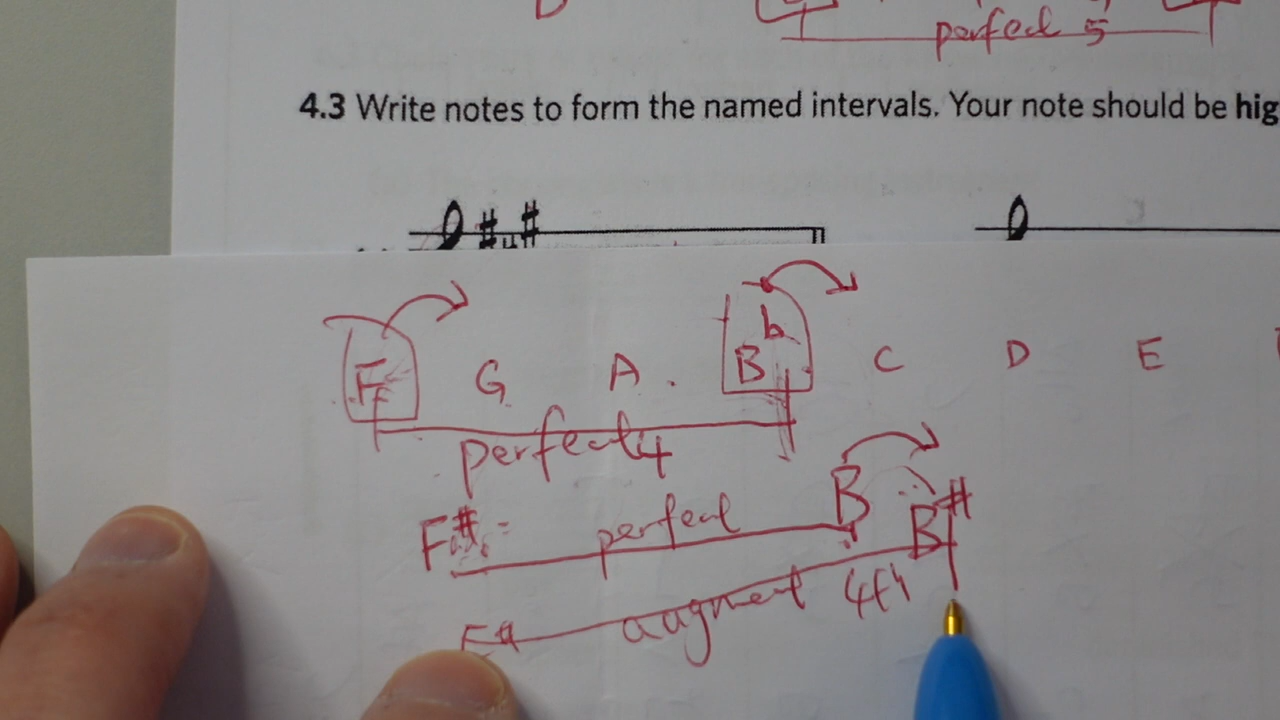 perfect 5
4.3 Write notes to form the named intervals. Your note should be hig
F G A B b C D E
perfect 4
F# perfect B
F# augment 4th B#